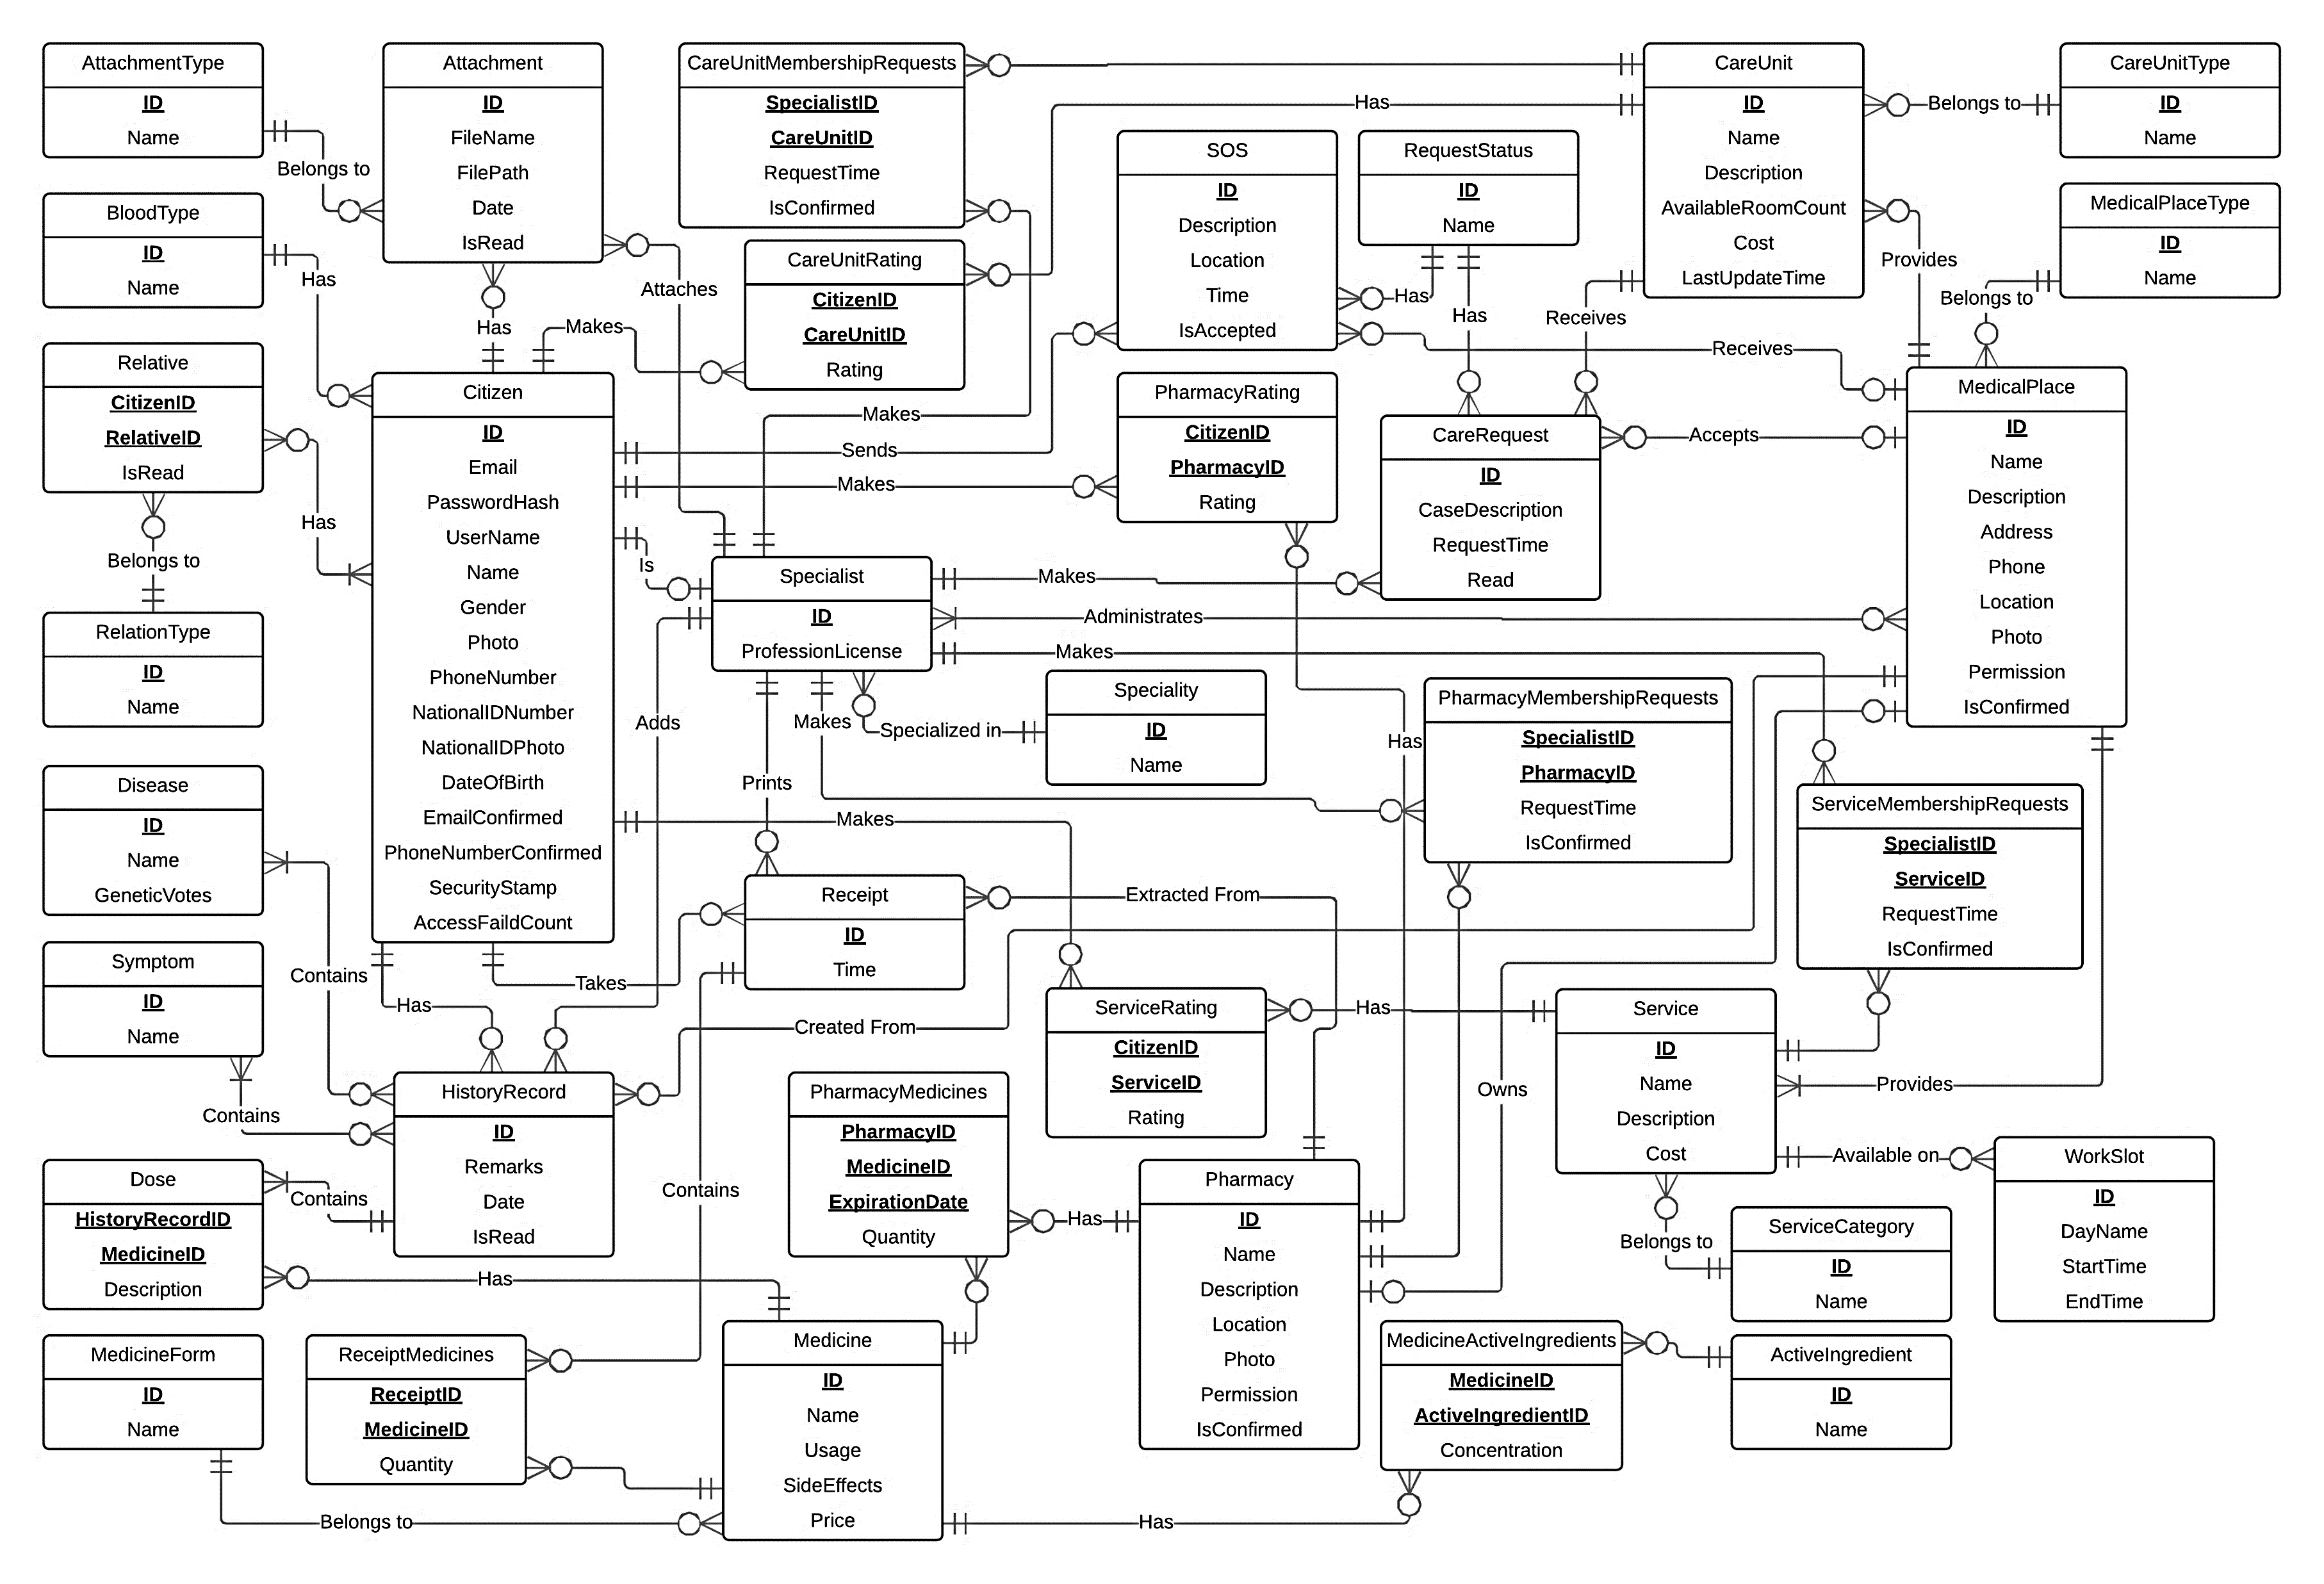 AttachmentType
ID
Name
Belongs to
Attachment
ID
FileName
FilePath
Date
IsRead
Has
Attaches
CareUnitMembershipRequests
SpecialistID
CareUnitID
RequestTime
IsConfirmed
Has
CareUnit
ID
Name
Description
AvailableRoomCount
Cost
LastUpdateTime
Belongs to
CareUnitType
ID
Name
BloodType
ID
Name
Has
CareUnitRating
CitizenID
CareUnitID
Rating
Makes
Makes
SOS
ID
Description
Location
Time
IsAccepted
Has
RequestStatus
ID
Name
Has
Receives
Receives
Provides
Belongs to
MedicalPlaceType
ID
Name
Relative
CitizenID
RelativeID
IsRead
Has
Belongs to
RelationType
ID
Name
Citizen
ID
Email
PasswordHash
UserName
Name
Gender
Photo
PhoneNumber
NationalIDNumber
NationalIDPhoto
DateOfBirth
EmailConfirmed
PhoneNumberConfirmed
SecurityStamp
AccessFaildCount
Sends
Makes
Is
PharmacyRating
CitizenID
PharmacyID
Rating
CareRequest
ID
CaseDescription
RequestTime
Read
Accepts
MedicalPlace
ID
Name
Description
Address
Phone
Location
Photo
Permission
IsConfirmed
Specialist
ID
ProfessionLicense
Makes
Administrates
Makes
Adds
Prints
Makes
Specialized in
Speciality
ID
Name
Has
PharmacyMembershipRequests
SpecialistID
PharmacyID
RequestTime
IsConfirmed
ServiceMembershipRequests
SpecialistID
ServiceID
RequestTime
IsConfirmed
Disease
ID
Name
GeneticVotes
Contains
Symptom
ID
Name
Contains
Has
Takes
Makes
Receipt
ID
Time
Extracted From
Created From
HistoryRecord
ID
Remarks
Date
IsRead
Contains
ServiceRating
CitizenID
ServiceID
Rating
Has
Owns
Service
ID
Name
Description
Cost
Provides
Available on
WorkSlot
ID
DayName
StartTime
EndTime
Belongs to
ServiceCategory
ID
Name
Dose
HistoryRecordID
MedicineID
Description
Contains
Has
PharmacyMedicines
PharmacyID
MedicineID
ExpirationDate
Quantity
Has
Pharmacy
ID
Name
Description
Location
Photo
Permission
IsConfirmed
MedicineForm
ID
Name
Belongs to
ReceiptMedicines
ReceiptID
MedicineID
Quantity
Medicine
ID
Name
Usage
SideEffects
Price
Has
MedicineActiveIngredients
MedicineID
ActiveIngredientID
Concentration
ActiveIngredient
ID
Name